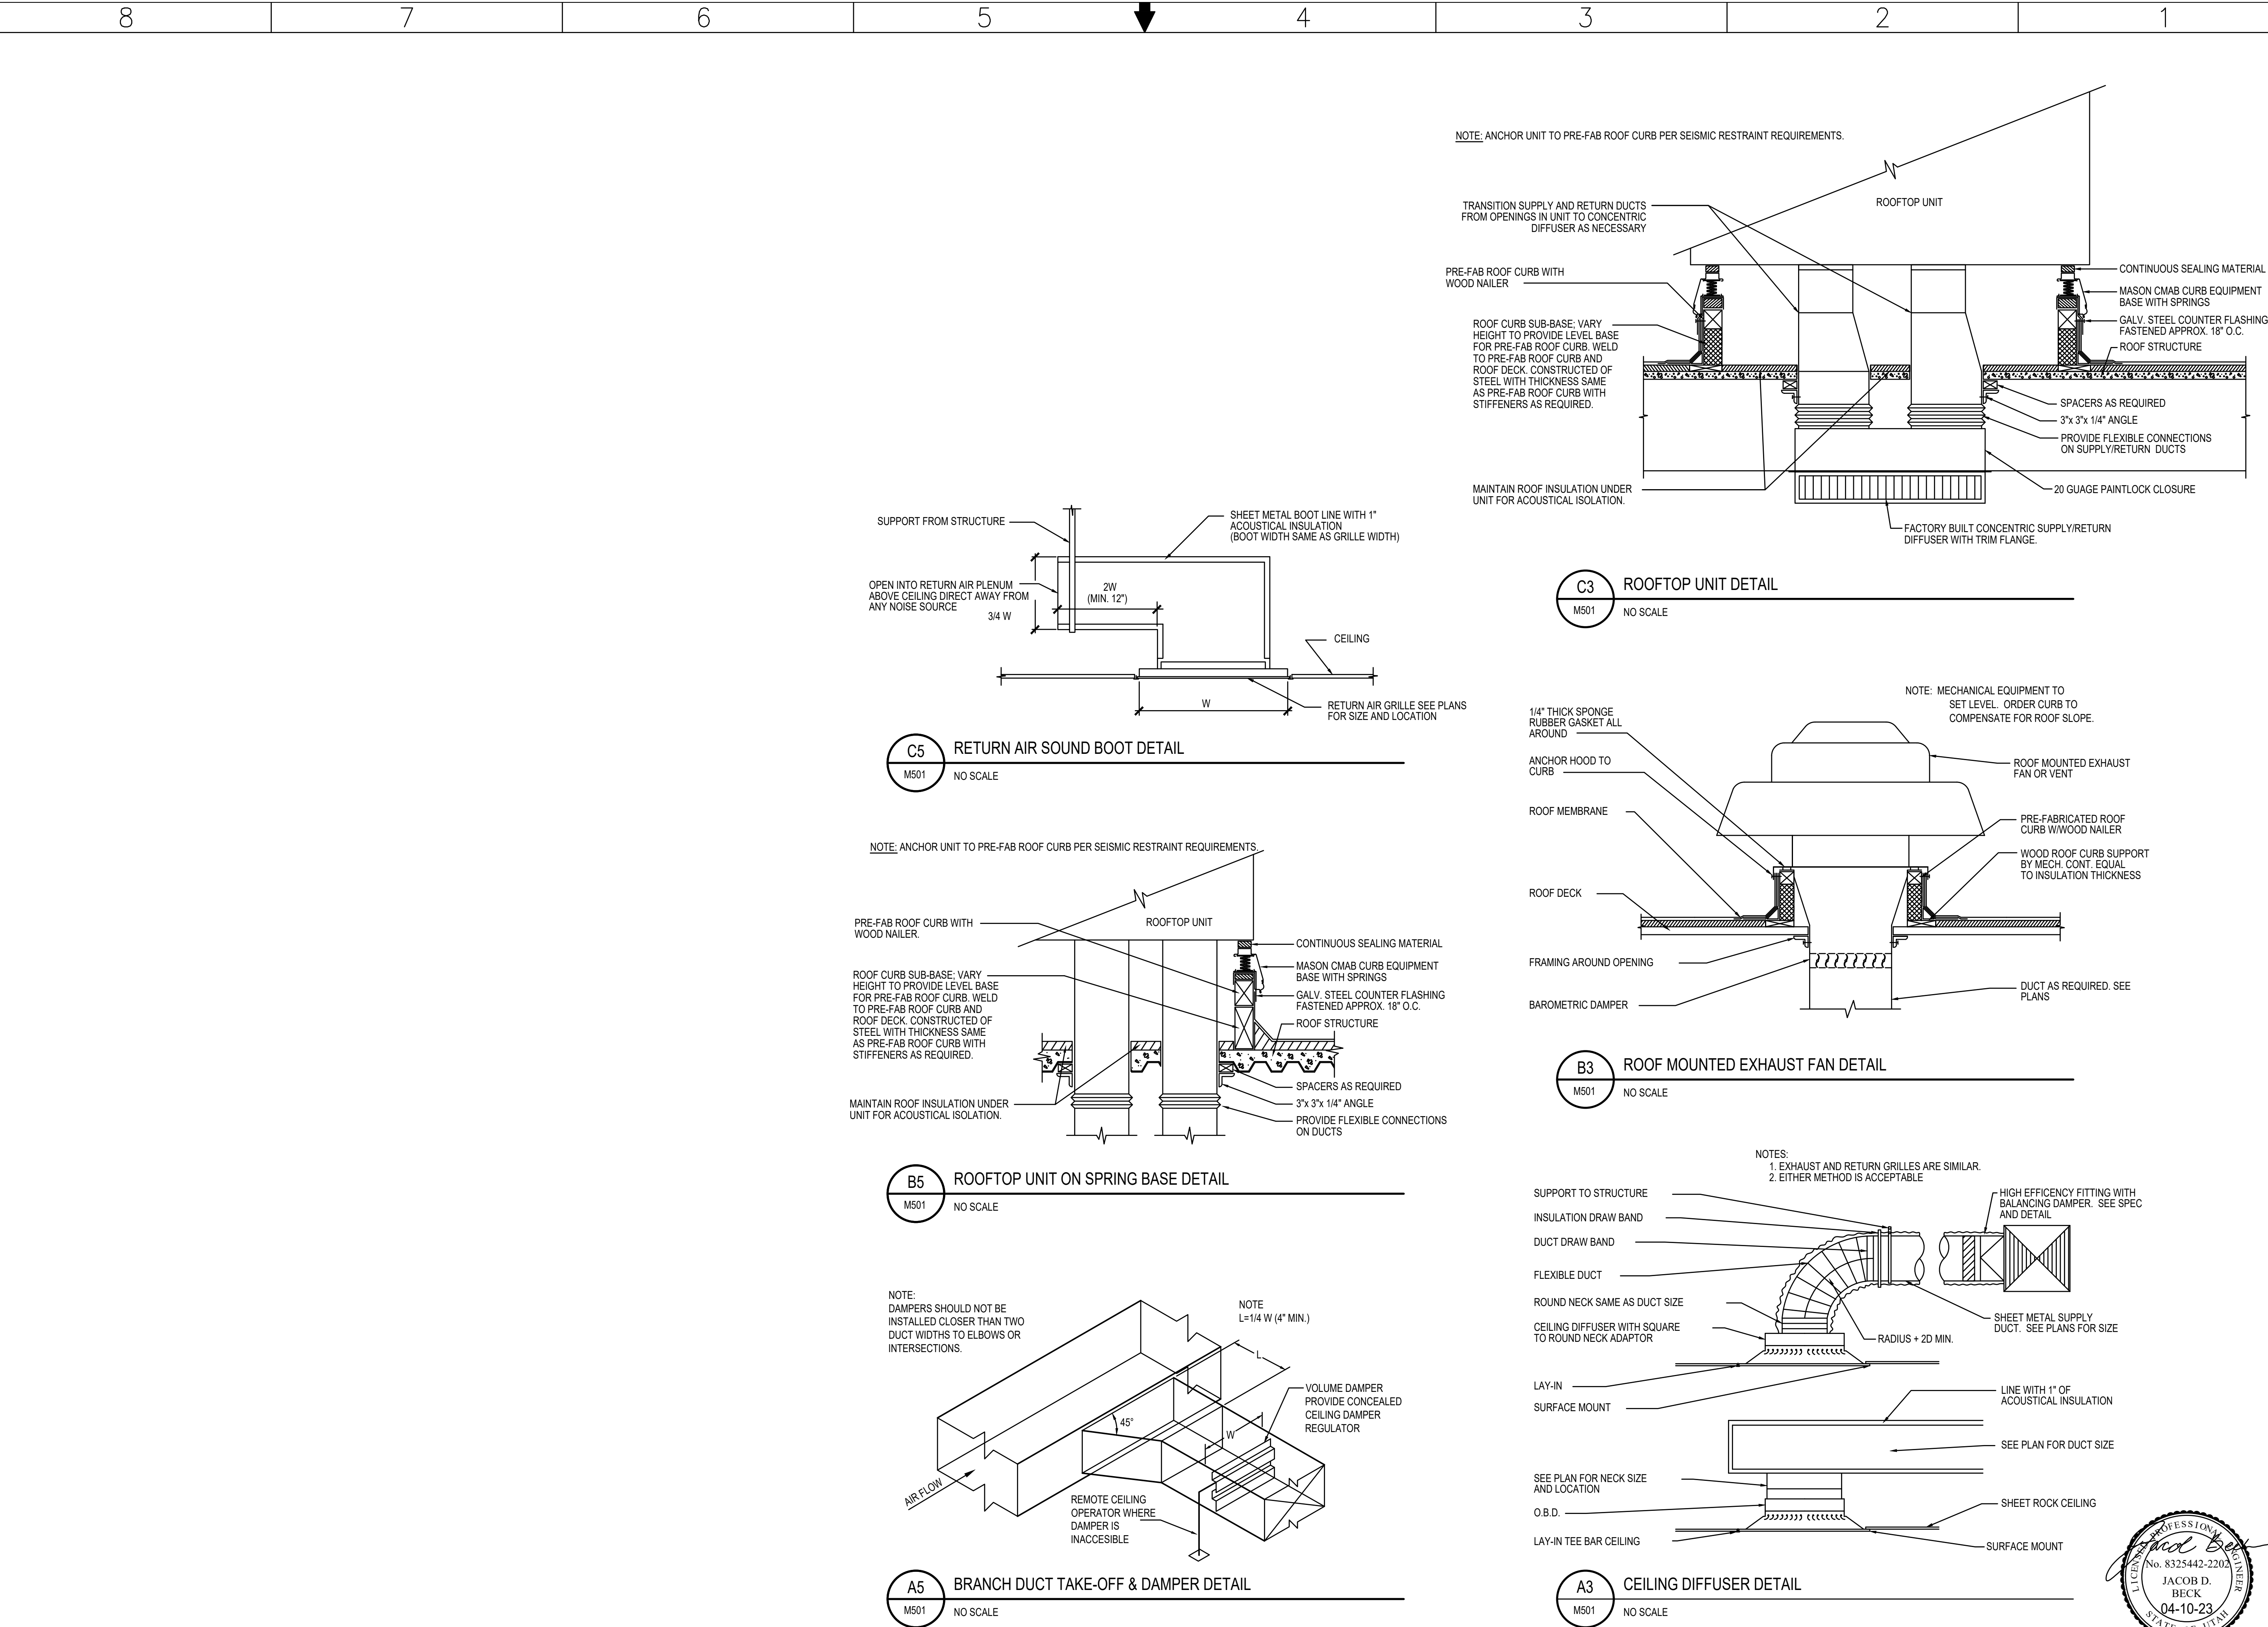 8 7 6 5 4 3 2 1
NOTE: ANCHOR UNIT TO PRE-FAB ROOF CURB PER SEISMIC RESTRAINT REQUIREMENTS.
TRANSITION SUPPLY AND RETURN DUCTS
FROM OPENINGS IN UNIT TO CONCENTRIC
DIFFUSER AS NECESSARY
ROOFTOP UNIT
PRE-FAB ROOF CURB WITH
WOOD NAILER
ROOF CURB SUB-BASE; VARY
HEIGHT TO PROVIDE LEVEL BASE
FOR PRE-FAB ROOF CURB. WELD
TO PRE-FAB ROOF CURB AND
ROOF DECK. CONSTRUCTED OF
STEEL WITH THICKNESS SAME
AS PRE-FAB ROOF CURB WITH
STIFFENERS AS REQUIRED.
MAINTAIN ROOF INSULATION UNDER
UNIT FOR ACOUSTICAL ISOLATION.
CONTINUOUS SEALING MATERIAL
MASON CMAB CURB EQUIPMENT
BASE WITH SPRINGS
GALV. STEEL COUNTER FLASHING
FASTENED APPROX. 18" O.C.
ROOF STRUCTURE
SPACERS AS REQUIRED
3"x 3"x 1/4" ANGLE
PROVIDE FLEXIBLE CONNECTIONS
ON SUPPLY/RETURN DUCTS
20 GUAGE PAINTLOCK CLOSURE
FACTORY BUILT CONCENTRIC SUPPLY/RETURN
DIFFUSER WITH TRIM FLANGE.
C3
M501
ROOFTOP UNIT DETAIL
NO SCALE
SUPPORT FROM STRUCTURE
SHEET METAL BOOT LINE WITH 1"
ACOUSTICAL INSULATION
(BOOT WIDTH SAME AS GRILLE WIDTH)
OPEN INTO RETURN AIR PLENUM
ABOVE CEILING DIRECT AWAY FROM
ANY NOISE SOURCE
3/4 W
2W
(MIN. 12")
CEILING
W
RETURN AIR GRILLE SEE PLANS
FOR SIZE AND LOCATION
C5
M501
RETURN AIR SOUND BOOT DETAIL
NO SCALE
NOTE: MECHANICAL EQUIPMENT TO
SET LEVEL. ORDER CURB TO
COMPENSATE FOR ROOF SLOPE.
1/4" THICK SPONGE
RUBBER GASKET ALL
AROUND
ANCHOR HOOD TO
CURB
ROOF MEMBRANE
ROOF DECK
FRAMING AROUND OPENING
BAROMETRIC DAMPER
ROOF MOUNTED EXHAUST
FAN OR VENT
PRE-FABRICATED ROOF
CURB W/WOOD NAILER
WOOD ROOF CURB SUPPORT
BY MECH. CONT. EQUAL
TO INSULATION THICKNESS
DUCT AS REQUIRED. SEE
PLANS
B3
M501
ROOF MOUNTED EXHAUST FAN DETAIL
NO SCALE
NOTE: ANCHOR UNIT TO PRE-FAB ROOF CURB PER SEISMIC RESTRAINT REQUIREMENTS.
PRE-FAB ROOF CURB WITH
WOOD NAILER.
ROOFTOP UNIT
ROOF CURB SUB-BASE; VARY
HEIGHT TO PROVIDE LEVEL BASE
FOR PRE-FAB ROOF CURB. WELD
TO PRE-FAB ROOF CURB AND
ROOF DECK. CONSTRUCTED OF
STEEL WITH THICKNESS SAME
AS PRE-FAB ROOF CURB WITH
STIFFENERS AS REQUIRED.
MAINTAIN ROOF INSULATION UNDER
UNIT FOR ACOUSTICAL ISOLATION.
CONTINUOUS SEALING MATERIAL
MASON CMAB CURB EQUIPMENT
BASE WITH SPRINGS
GALV. STEEL COUNTER FLASHING
FASTENED APPROX. 18" O.C.
ROOF STRUCTURE
SPACERS AS REQUIRED
3"x 3"x 1/4" ANGLE
PROVIDE FLEXIBLE CONNECTIONS
ON DUCTS
B5
M501
ROOFTOP UNIT ON SPRING BASE DETAIL
NO SCALE
NOTES:
1. EXHAUST AND RETURN GRILLES ARE SIMILAR.
2. EITHER METHOD IS ACCEPTABLE
SUPPORT TO STRUCTURE
INSULATION DRAW BAND
DUCT DRAW BAND
FLEXIBLE DUCT
ROUND NECK SAME AS DUCT SIZE
CEILING DIFFUSER WITH SQUARE
TO ROUND NECK ADAPTOR
LAY-IN
SURFACE MOUNT
HIGH EFFICENCY FITTING WITH
BALANCING DAMPER. SEE SPEC
AND DETAIL
SHEET METAL SUPPLY
DUCT. SEE PLANS FOR SIZE
RADIUS + 2D MIN.
LINE WITH 1" OF
ACOUSTICAL INSULATION
SEE PLAN FOR DUCT SIZE
SEE PLAN FOR NECK SIZE
AND LOCATION
O.B.D.
SHEET ROCK CEILING
LAY-IN TEE BAR CEILING
SURFACE MOUNT
A3
M501
CEILING DIFFUSER DETAIL
NO SCALE
NOTE:
DAMPERS SHOULD NOT BE
INSTALLED CLOSER THAN TWO
DUCT WIDTHS TO ELBOWS OR
INTERSECTIONS.
NOTE
L=1/4 W (4" MIN.)
L
45°
W
AIR FLOW
VOLUME DAMPER
PROVIDE CONCEALED
CEILING DAMPER
REGULATOR
REMOTE CEILING
OPERATOR WHERE
DAMPER IS
INACCESIBLE
A5
M501
BRANCH DUCT TAKE-OFF & DAMPER DETAIL
NO SCALE
LICENSED PROFESSIONAL ENGINEER
Jacob Beck
No. 8325442-2202
JACOB D.
BECK
04-10-23
STATE OF UTAH